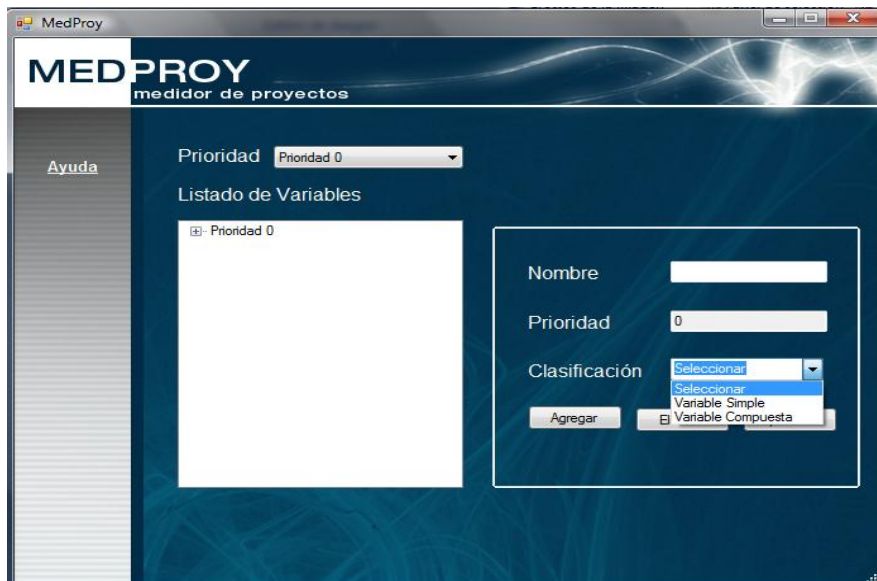 MedProy
MEDPROY
medidor de proyectos
Ayuda
Prioridad Prioridad 0
Listado de Variables
Prioridad 0
Nombre
Prioridad 0
Clasificación Seleccionar
Seleccionar
Variable Simple
Variable Compuesta
Agregar